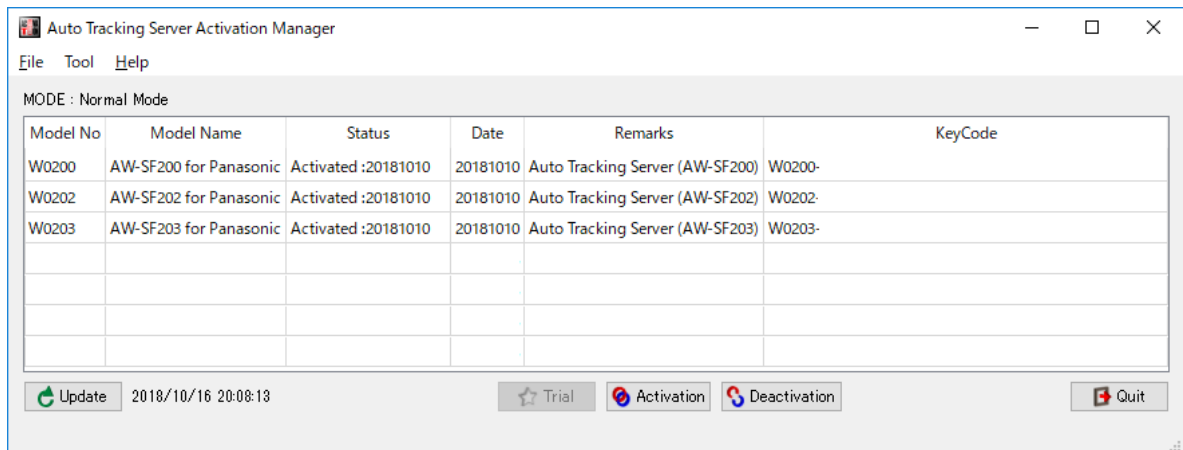 Auto Tracking Server Activation Manager
File Tool Help
MODE : Normal Mode
Model No Model Name Status Date Remarks KeyCode
W0200 AW-SF200 for Panasonic Activated :20181010 20181010 Auto Tracking Server (AW-SF200) W0200-
W0202 AW-SF202 for Panasonic Activated :20181010 20181010 Auto Tracking Server (AW-SF202) W0202-
W0203 AW-SF203 for Panasonic Activated :20181010 20181010 Auto Tracking Server (AW-SF203) W0203-
Update 2018/10/16 20:08:13 Trial Activation Deactivation Quit